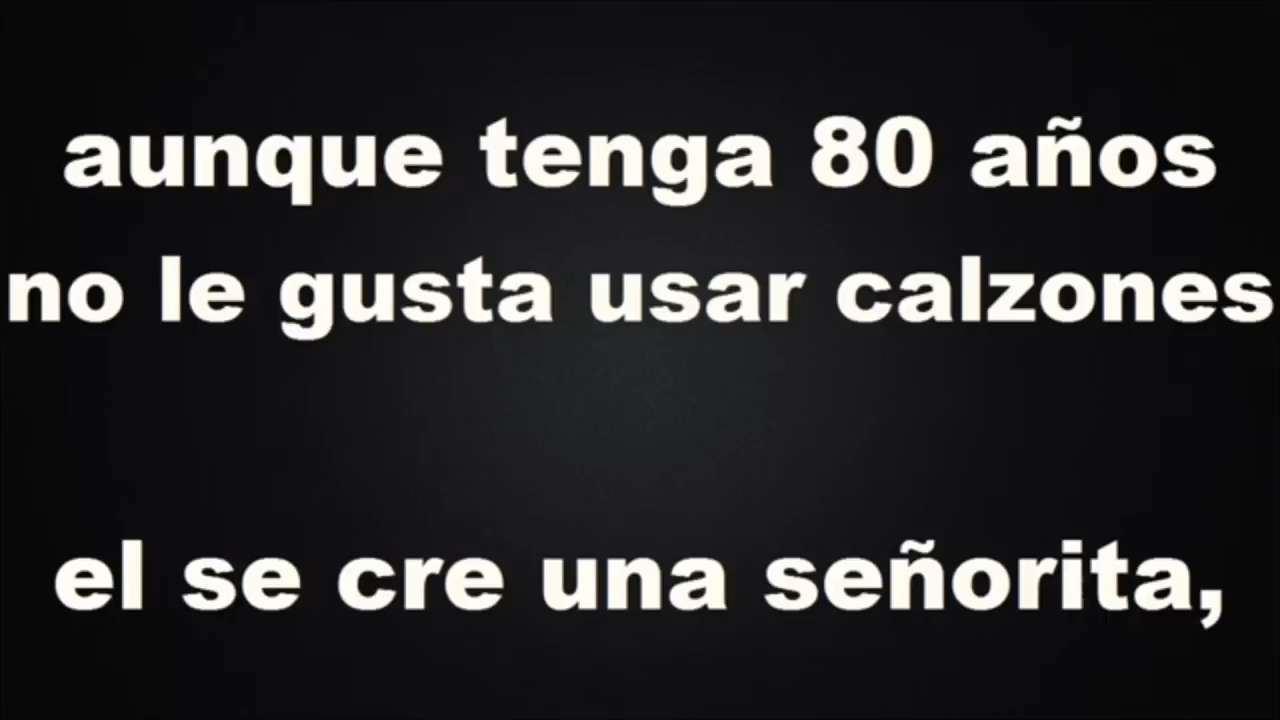 aunque tenga 80 años
no le gusta usar calzones
el se cre una señorita,